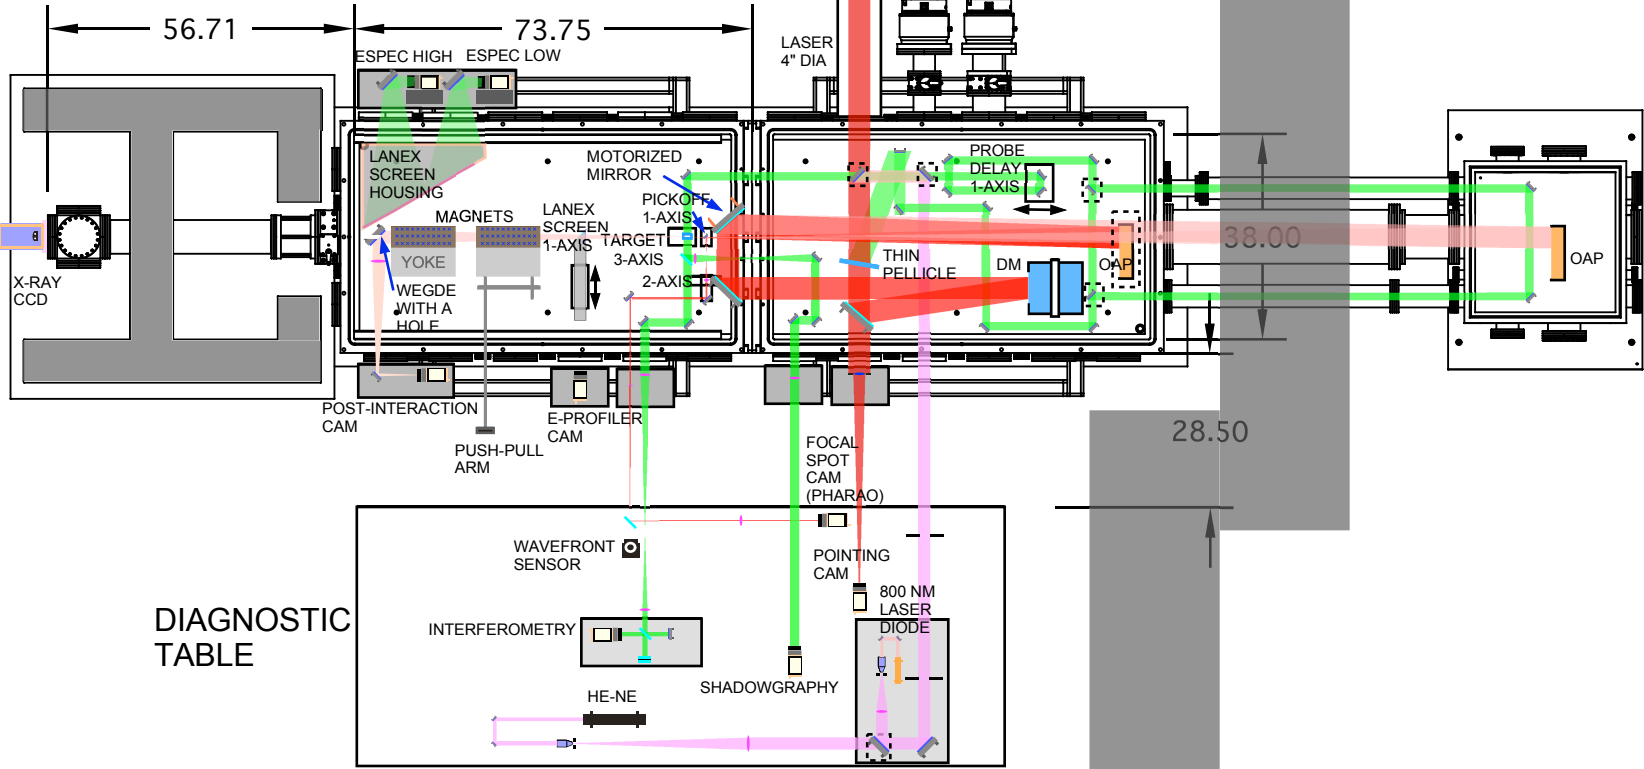 56.71
73.75
ESPEC HIGH
ESPEC LOW
LASER
4" DIA
LANEX
SCREEN
HOUSING
MOTORIZED
MIRROR
PROBE
DELAY
1-AXIS
PICKOFF
1-AXIS
MAGNETS
LANEX
SCREEN
1-AXIS
TARGET
3-AXIS
2-AXIS
YOKE
THIN
PELLICLE
DM
OAP
38.00
OAP
X-RAY
CCD
WEGDE
WITH A
HOLE
POST-INTERACTION
CAM
E-PROFILER
CAM
PUSH-PULL
ARM
28.50
FOCAL
SPOT
CAM
(PHARAO)
WAVEFRONT
SENSOR
POINTING
CAM
800 NM
LASER
DIODE
DIAGNOSTIC
TABLE
INTERFEROMETRY
SHADOWGRAPHY
HE-NE